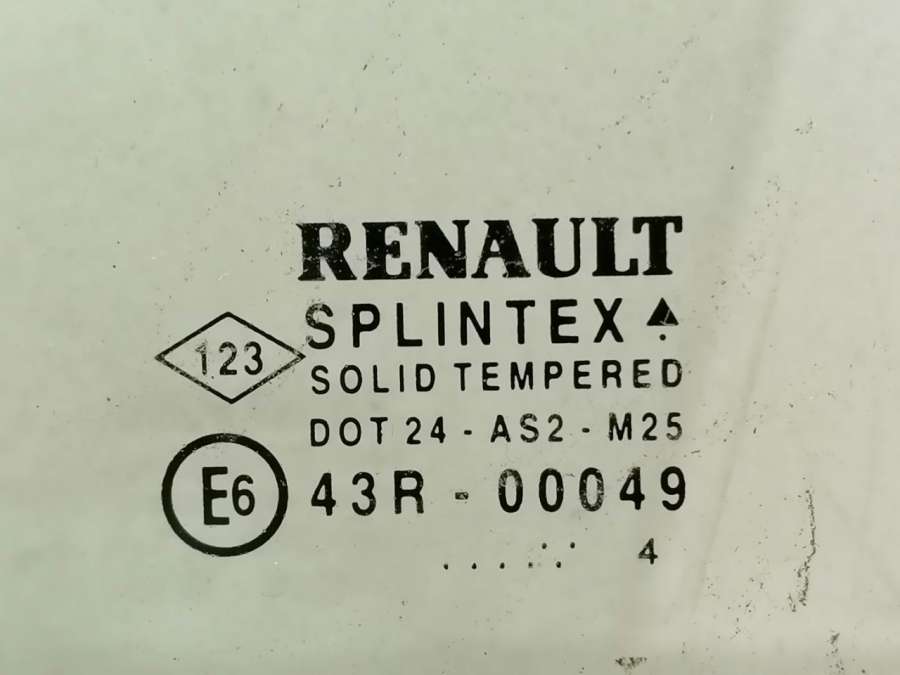 RENAULT
SPLINTEX
123
SOLID TEMPERED
DOT 24 - AS2 - M25
E6
43R - 00049
. . . . : . : 4